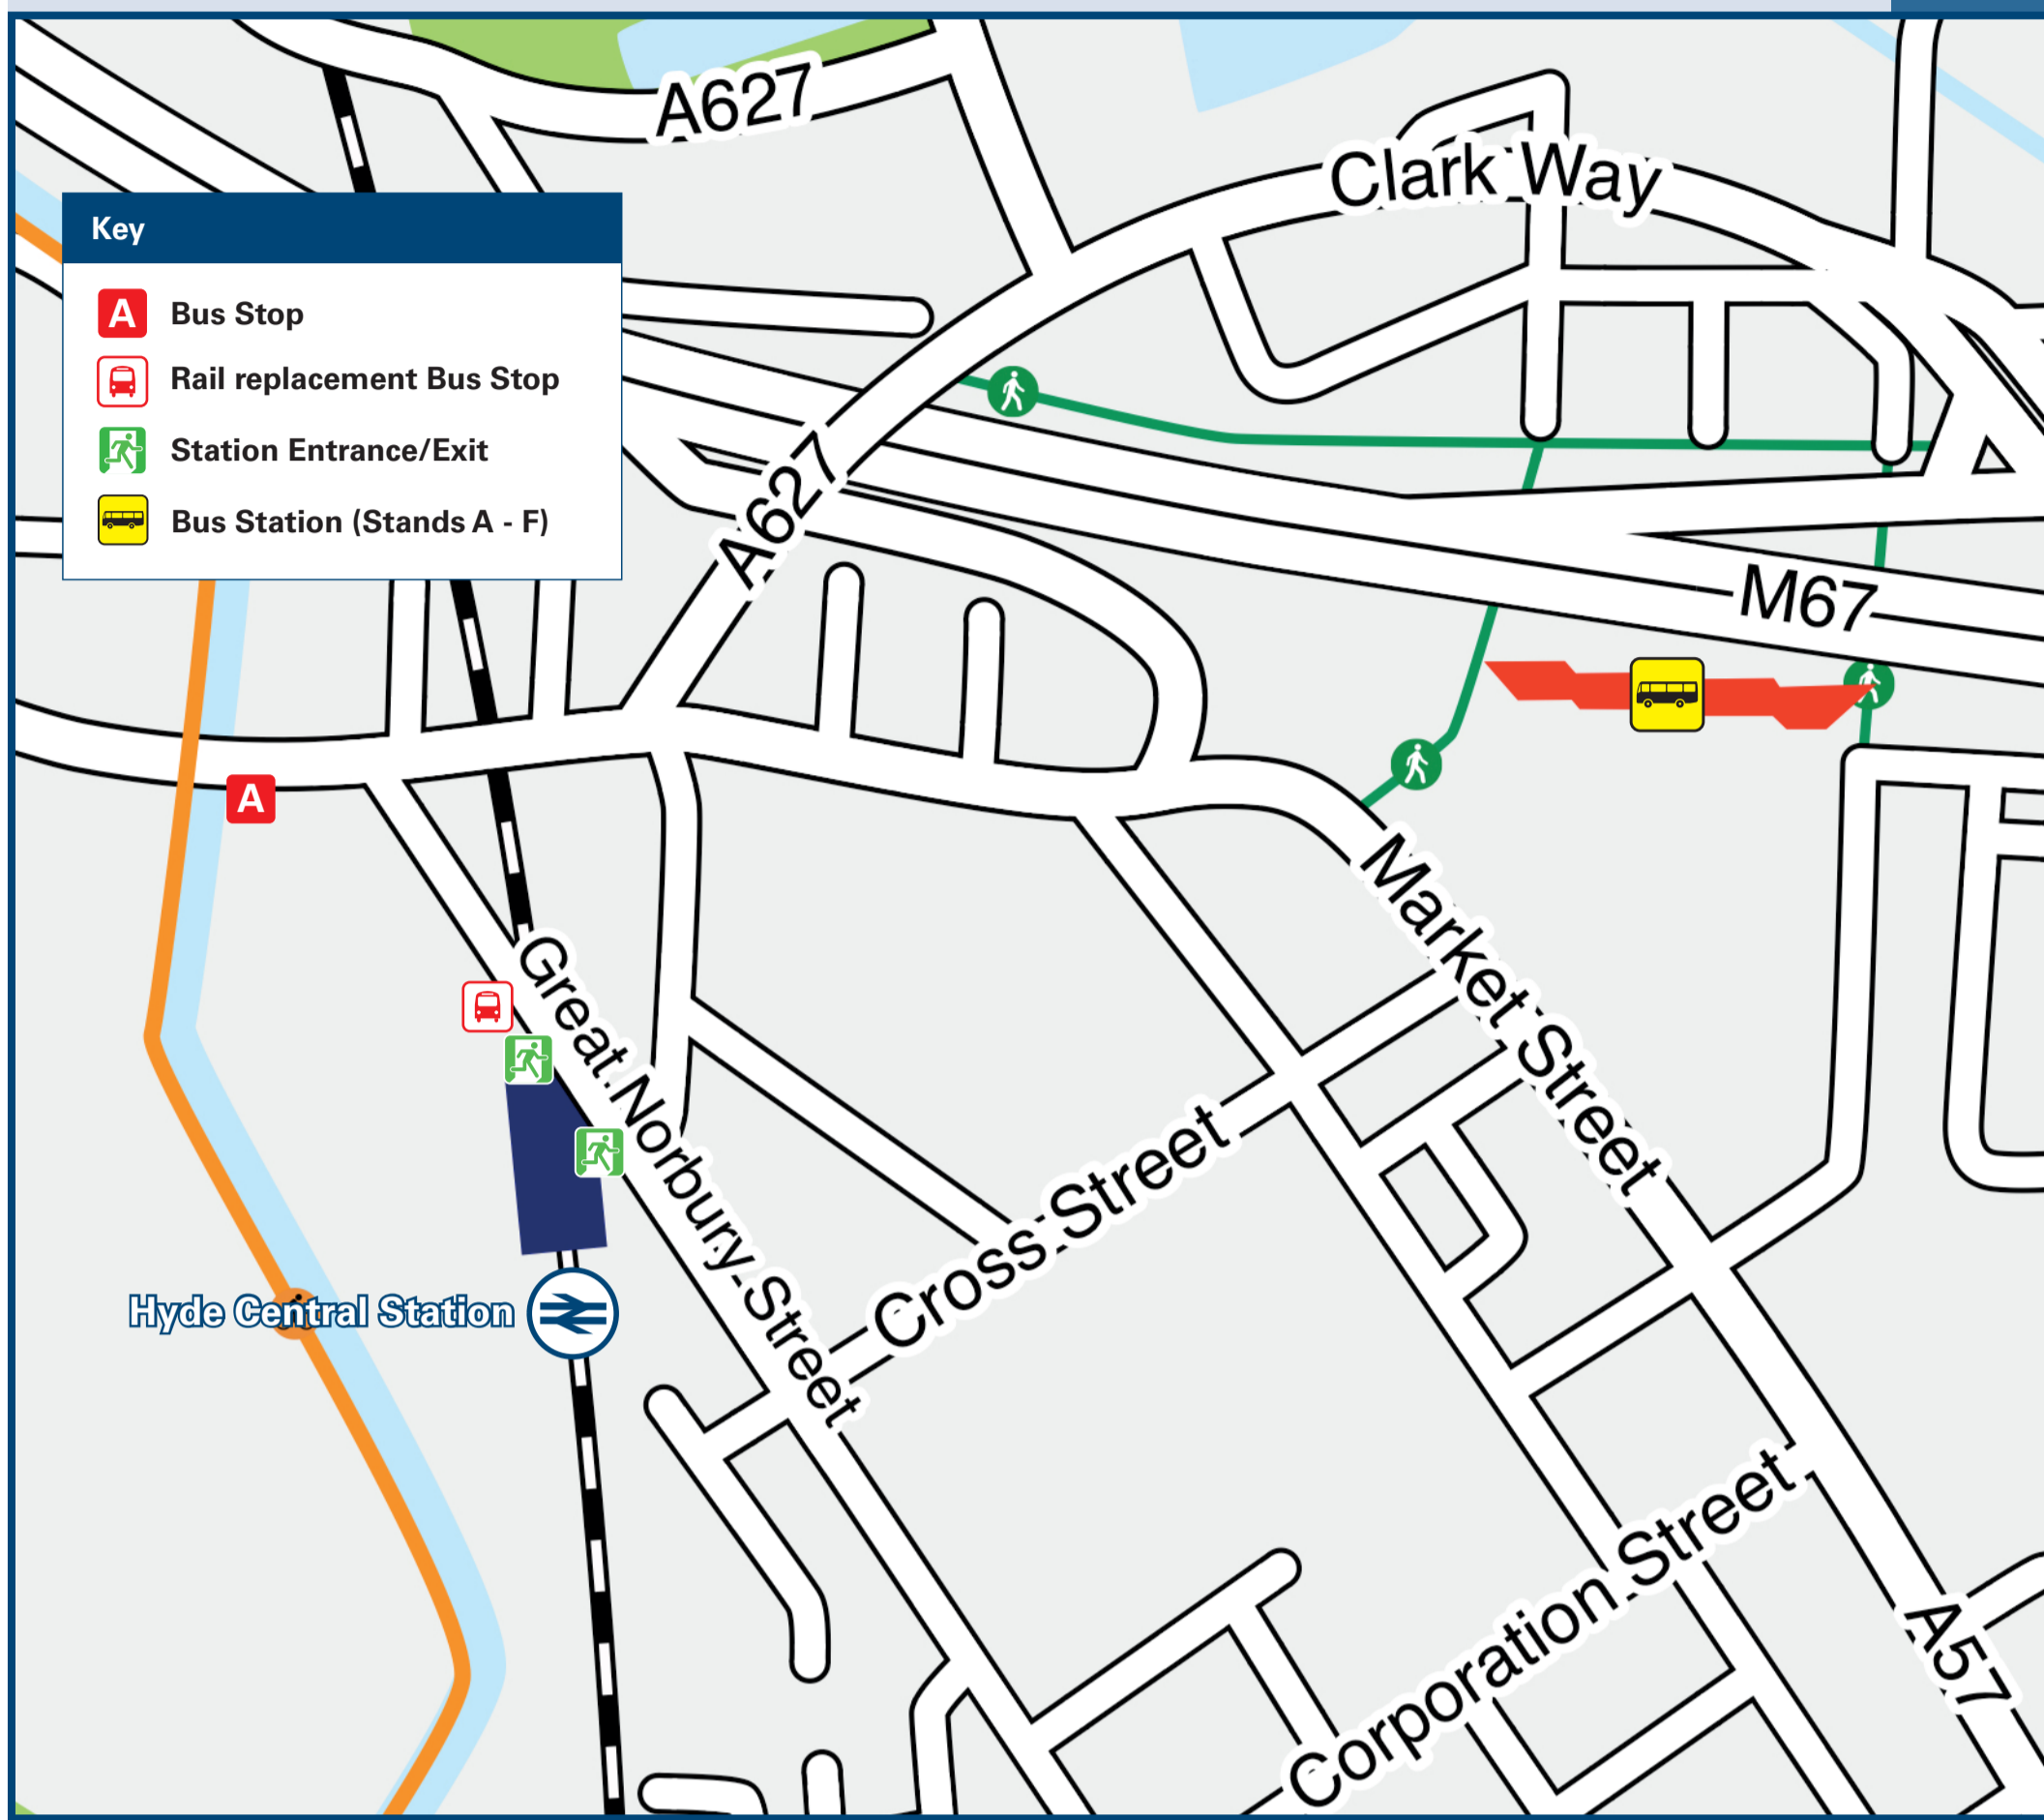 A627
Clark Way
Key
A Bus Stop
Rail replacement Bus Stop
Station Entrance/Exit
Bus Station (Stands A - F)
A627
M67
A
Market Street
Great Norbury Street
Cross Street
Hyde Central Station
Corporation Street
A57